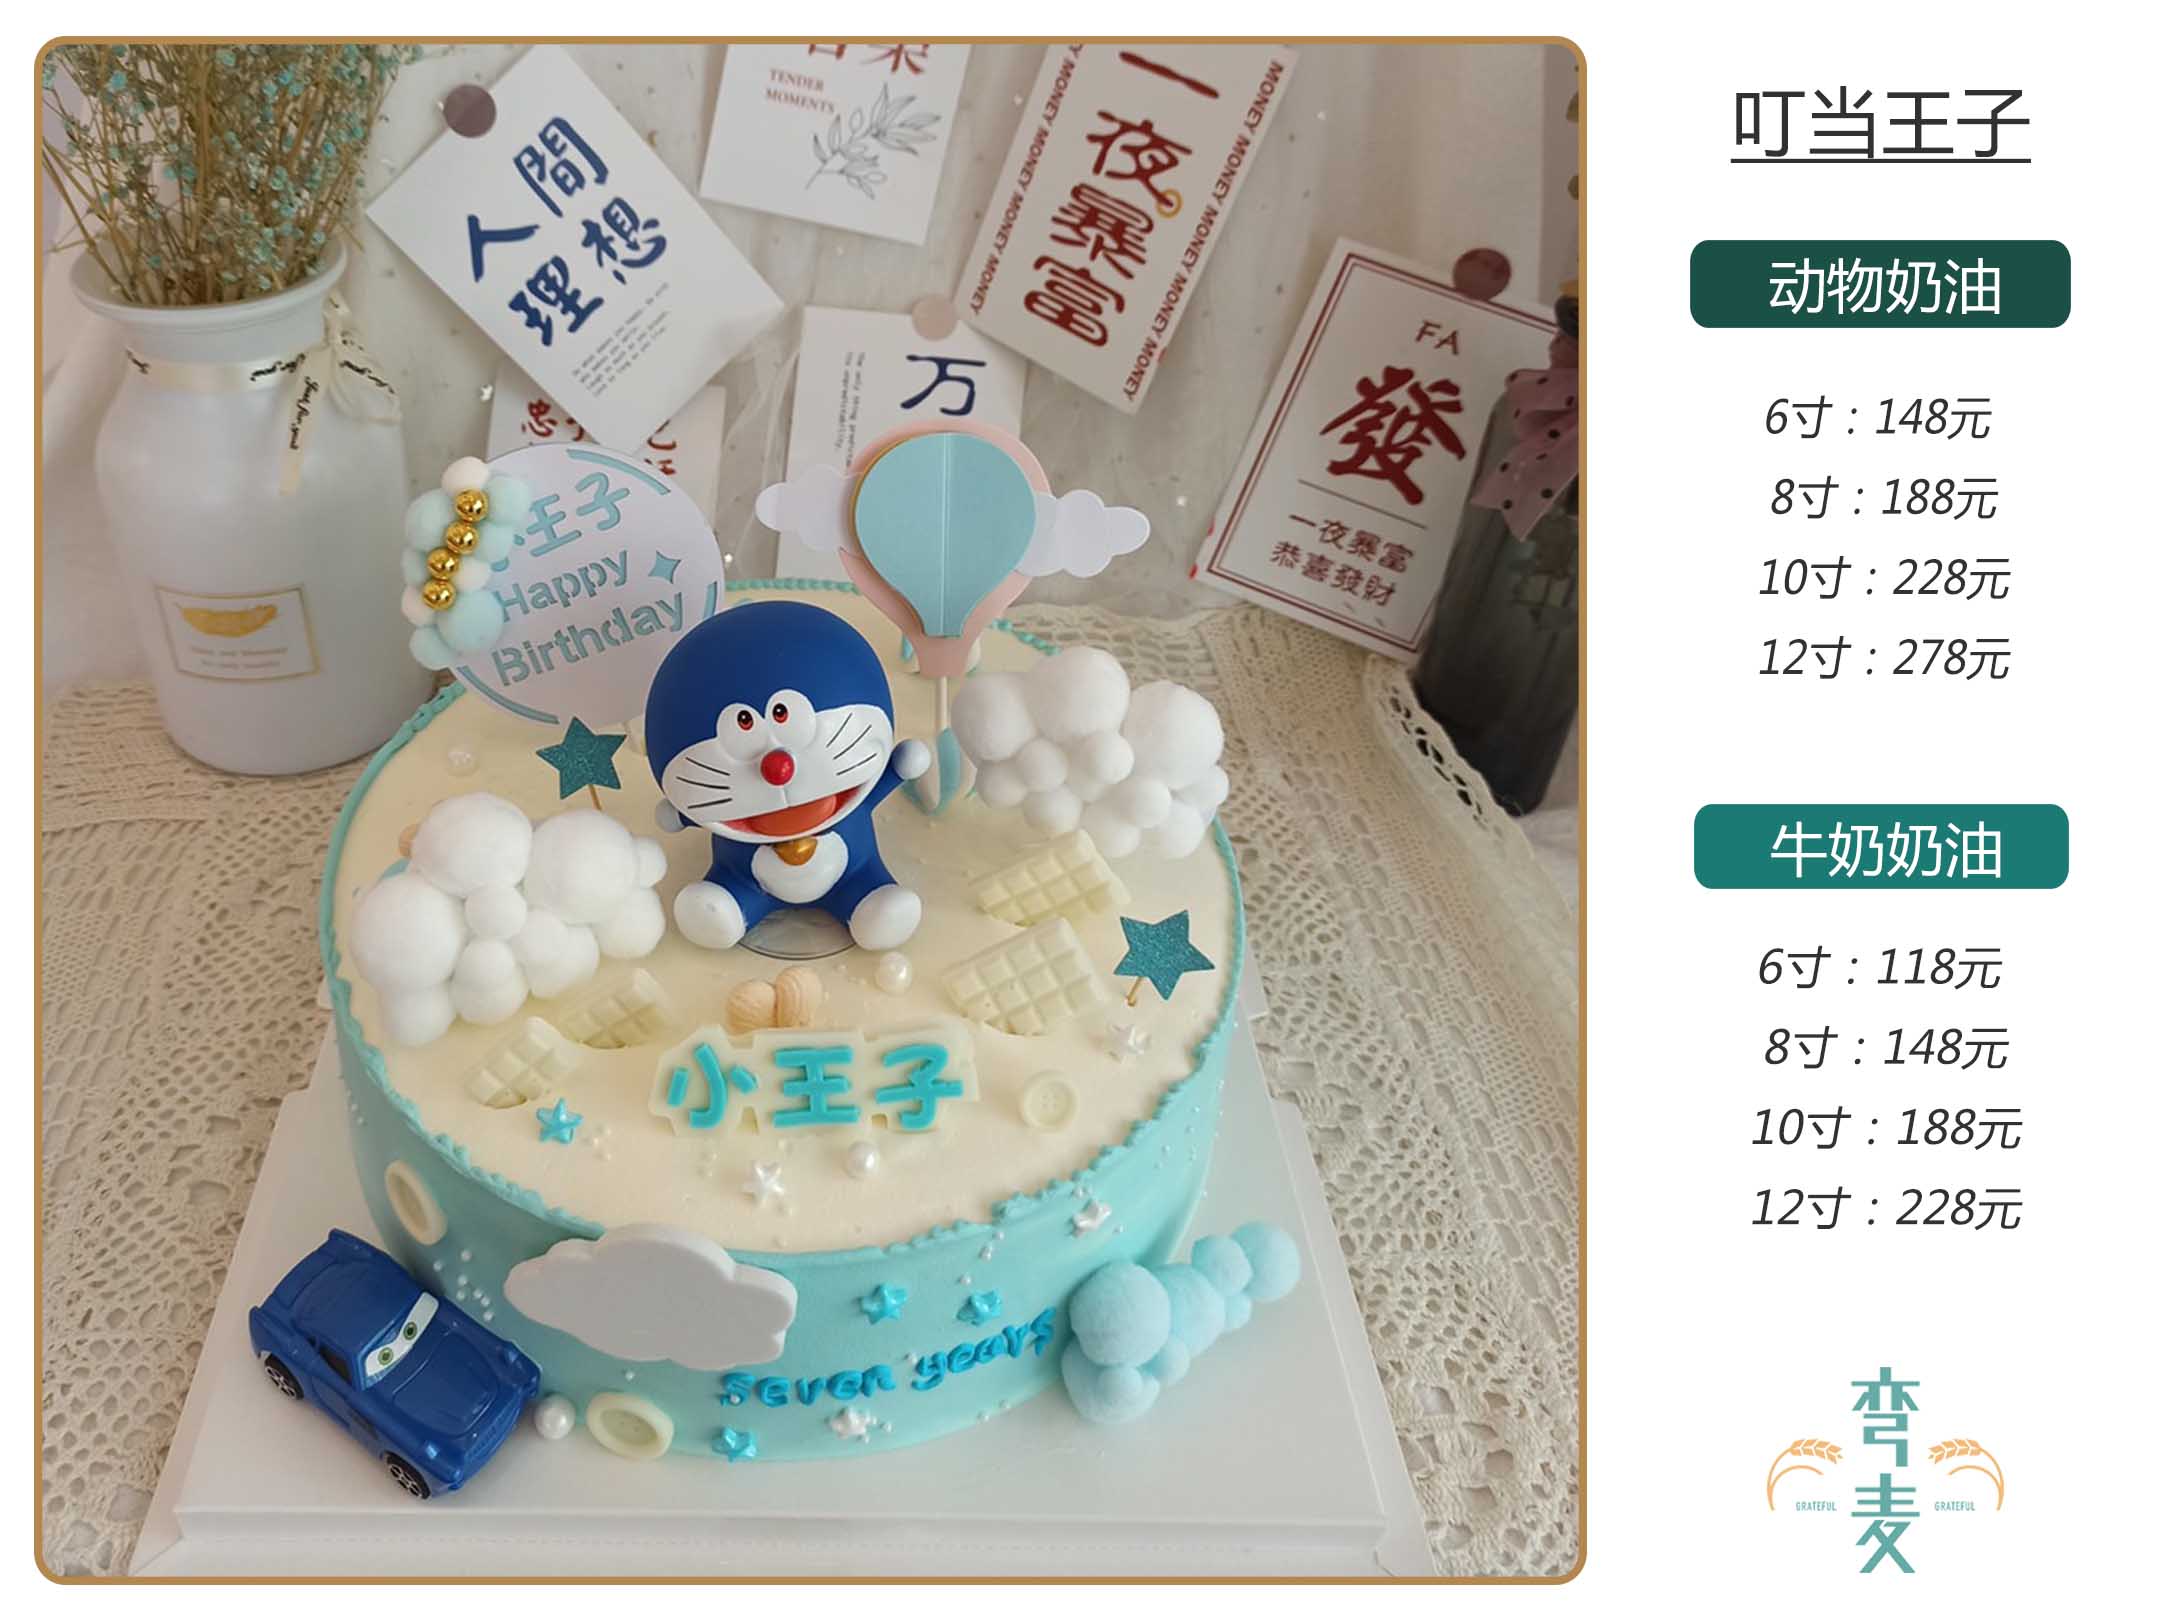 叮当王子
动物奶油
6寸：148元
8寸：188元
10寸：228元
12寸：278元
牛奶奶油
6寸：118元
8寸：148元
10寸：188元
12寸：228元
弯麦
GRATEFUL
GRATEFUL
人間
理想
TENDER
MOMENTS
一夜暴富
MONEY MONEY MONEY MONEY
MONEY MONEY MONEY MONEY MONEY
万
FA
發
一夜暴富
恭喜發財
王子
Happy
Birthday
小王子
seven years